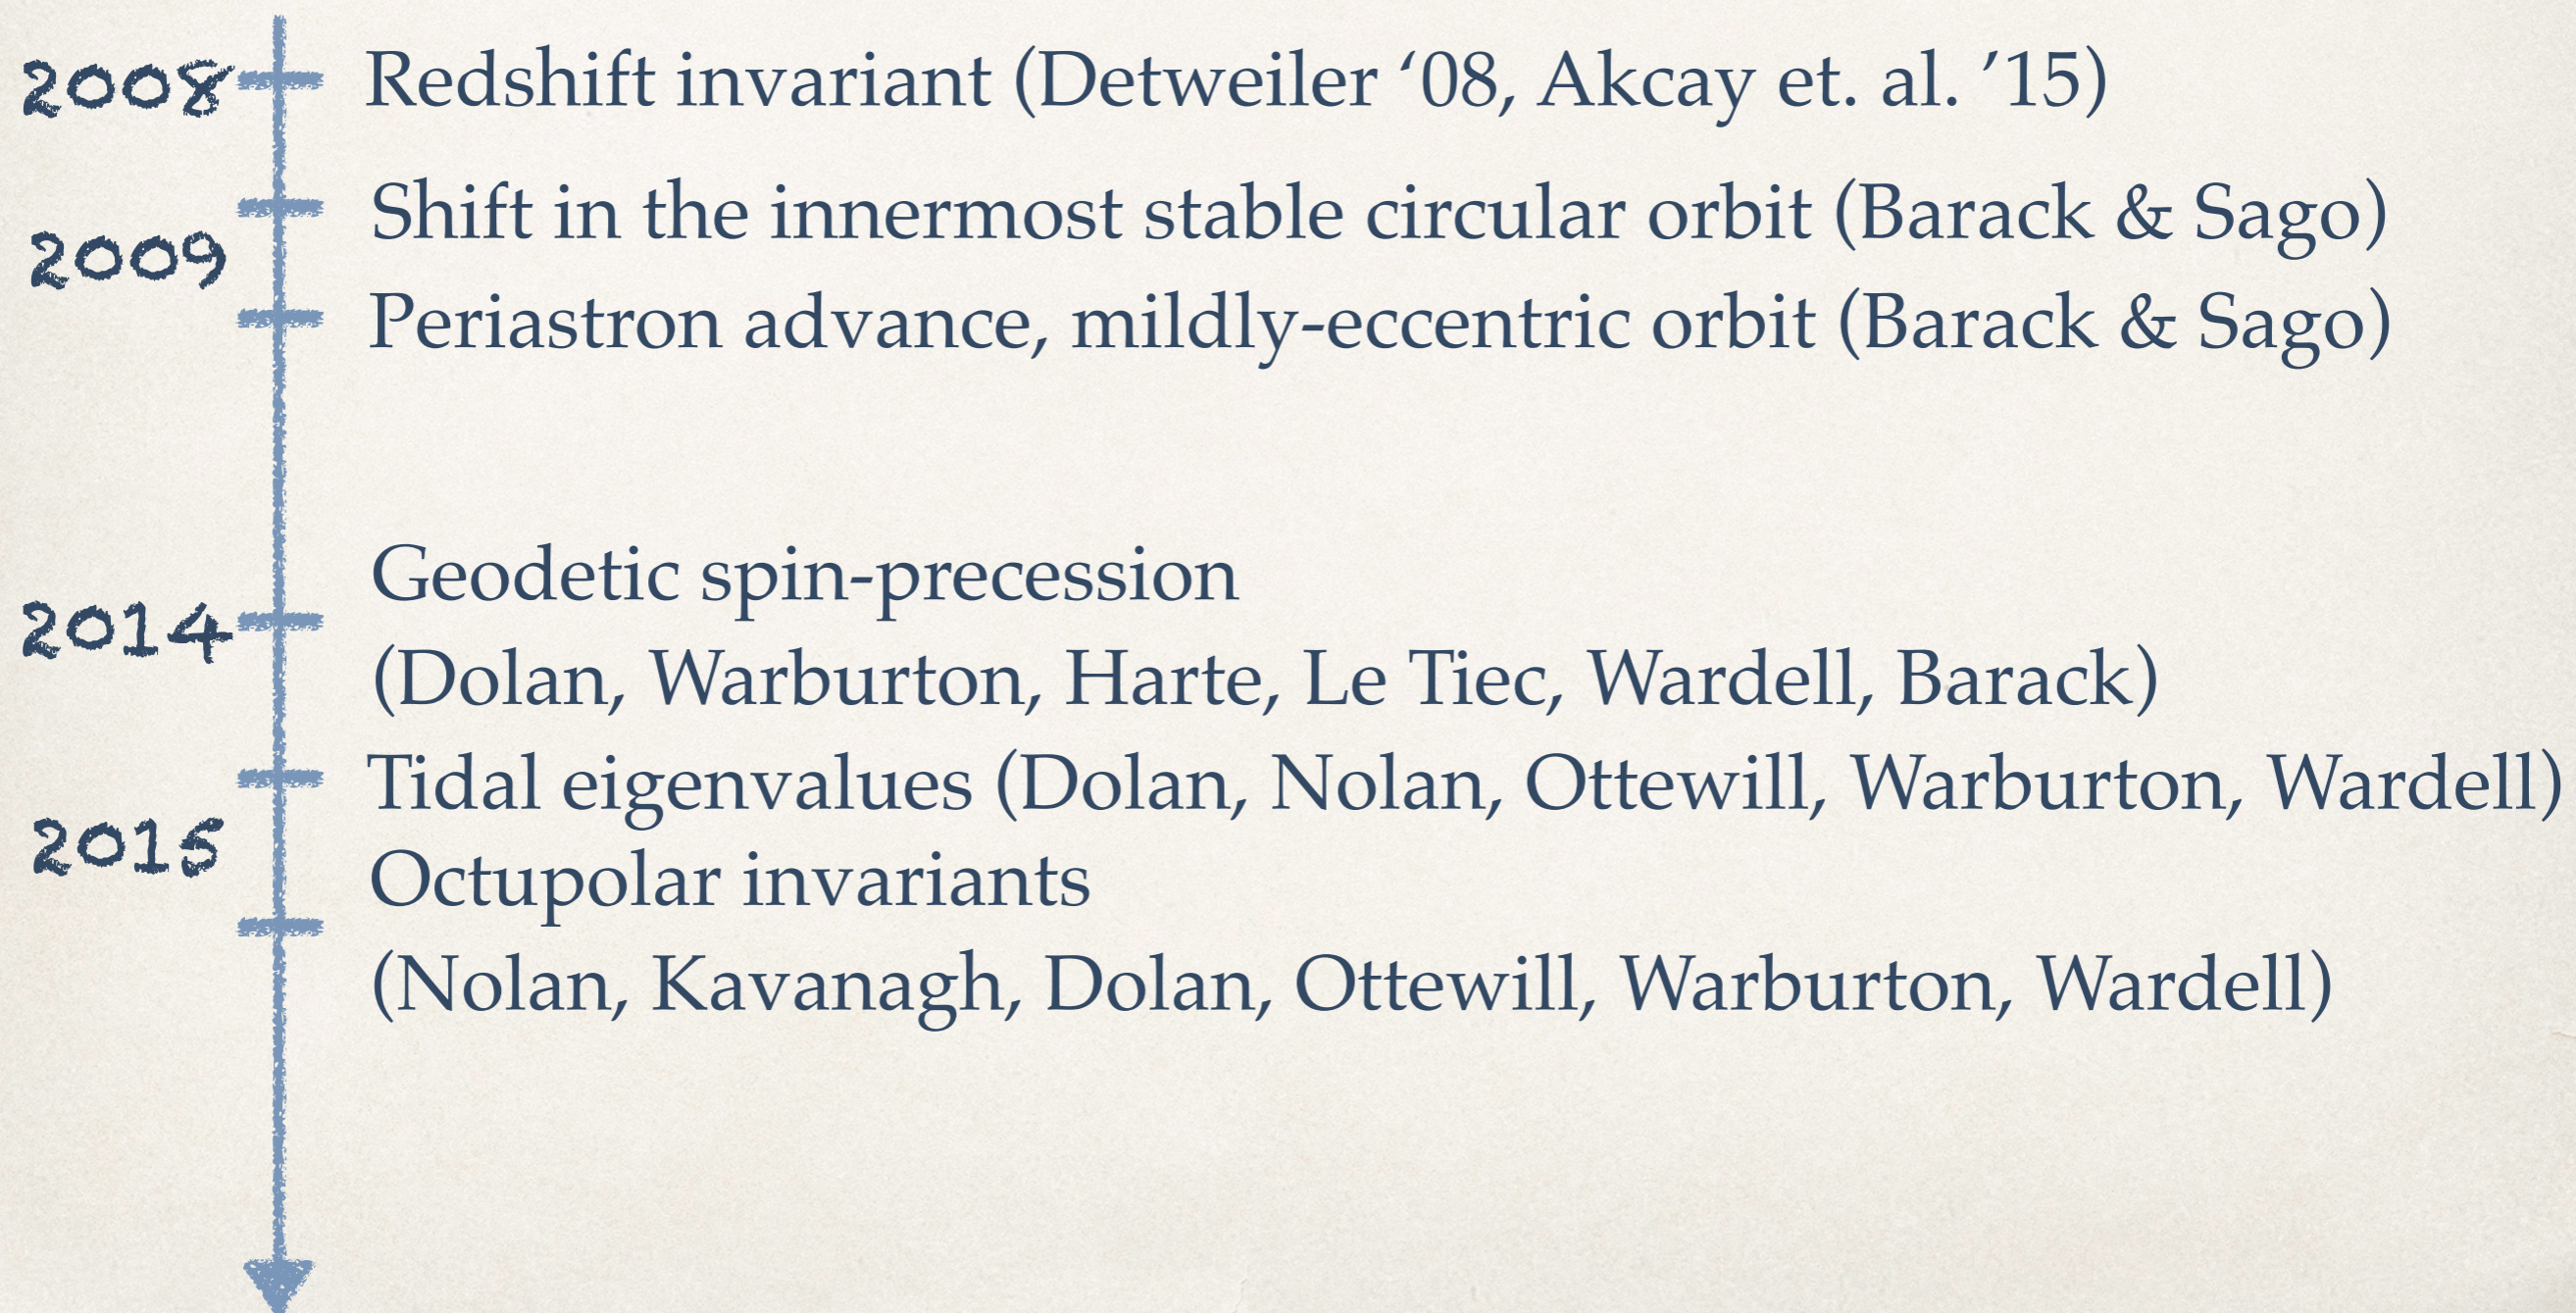 2008
Redshift invariant (Detweiler ‘08, Akcay et. al. ’15)
Shift in the innermost stable circular orbit (Barack & Sago)
2009
Periastron advance, mildly-eccentric orbit (Barack & Sago)
Geodetic spin-precession
2014
(Dolan, Warburton, Harte, Le Tiec, Wardell, Barack)
Tidal eigenvalues (Dolan, Nolan, Ottewill, Warburton, Wardell)
2015
Octupolar invariants
(Nolan, Kavanagh, Dolan, Ottewill, Warburton, Wardell)